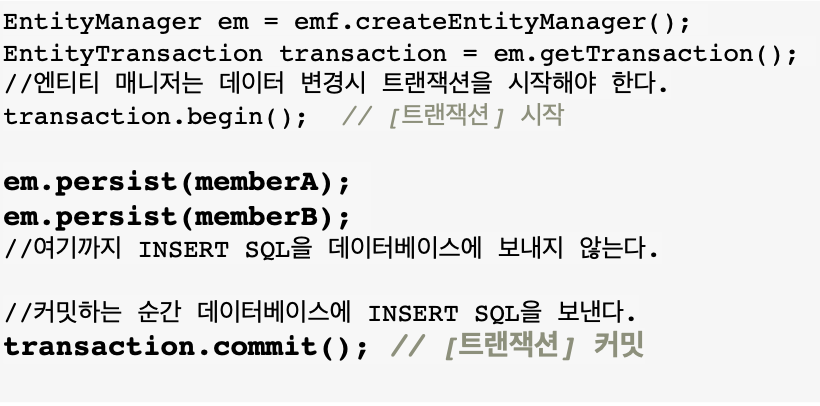 EntityManager em = emf.createEntityManager();
EntityTransaction transaction = em.getTransaction();
//엔티티 매니저는 데이터 변경시 트랜잭션을 시작해야 한다.
transaction.begin();  // [트랜잭션] 시작
em.persist(memberA);
em.persist(memberB);
//여기까지 INSERT SQL을 데이터베이스에 보내지 않는다.
//커밋하는 순간 데이터베이스에 INSERT SQL을 보낸다.
transaction.commit(); // [트랜잭션] 커밋